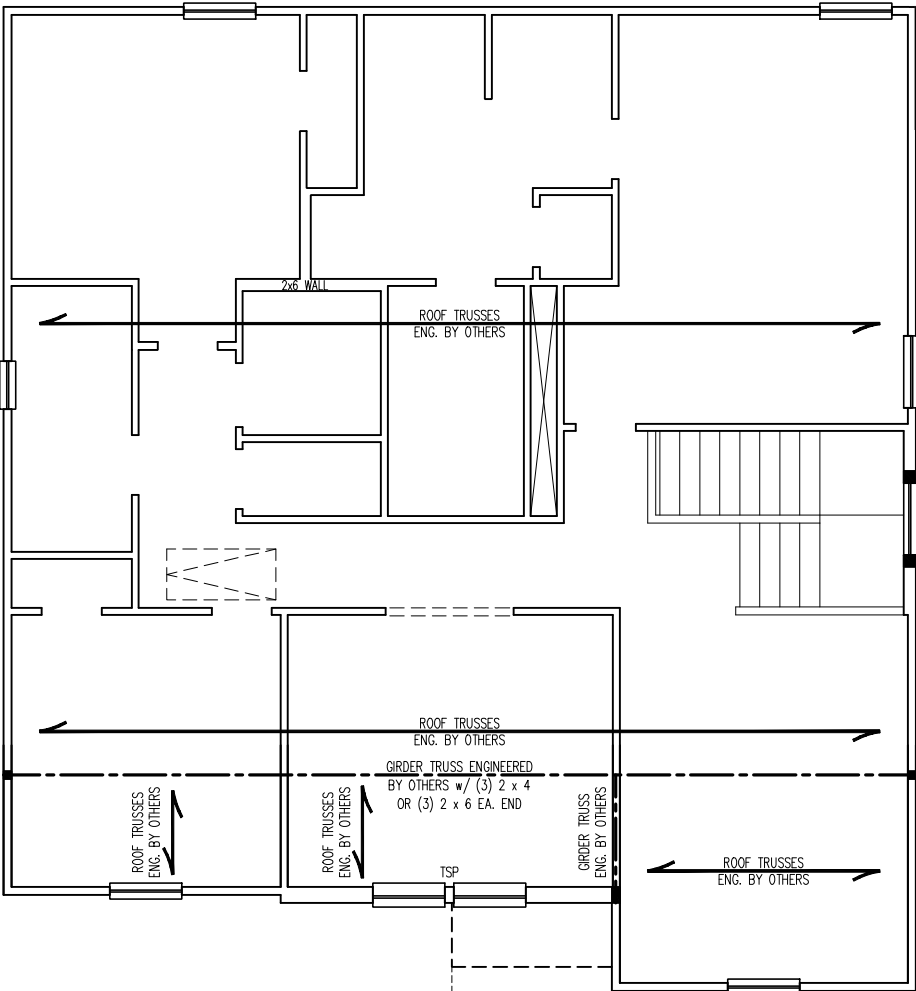 2x6 WALL
ROOF TRUSSES
ENG. BY OTHERS
ROOF TRUSSES
ENG. BY OTHERS
GIRDER TRUSS ENGINEERED
BY OTHERS w/ (3) 2 x 4
OR (3) 2 x 6 EA. END
ROOF TRUSSES
ENG. BY OTHERS
ROOF TRUSSES
ENG. BY OTHERS
GIRDER TRUSS
ENG. BY OTHERS
ROOF TRUSSES
ENG. BY OTHERS
TSP